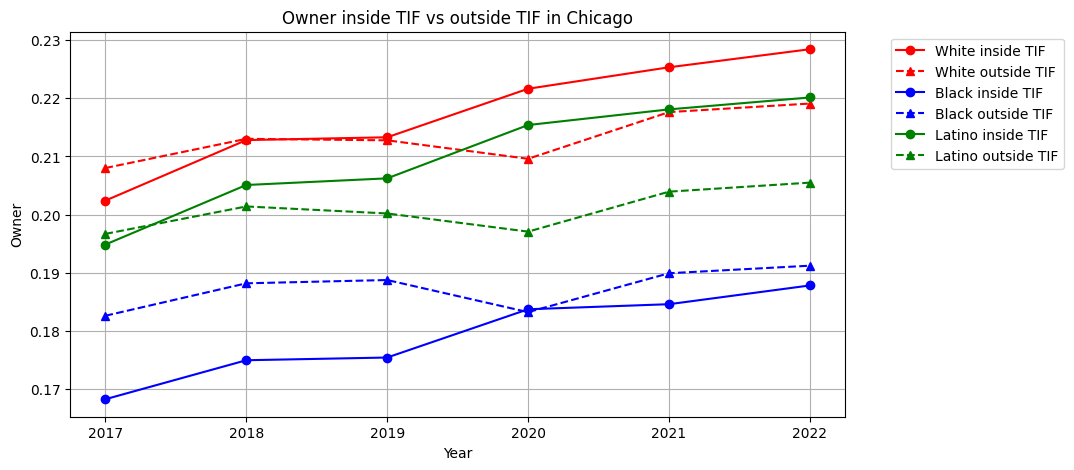 Owner inside TIF vs outside TIF in Chicago
0.23
0.22
0.21
0.20
0.19
0.18
0.17
Owner
2017 2018 2019 2020 2021 2022
Year
White inside TIF
White outside TIF
Black inside TIF
Black outside TIF
Latino inside TIF
Latino outside TIF